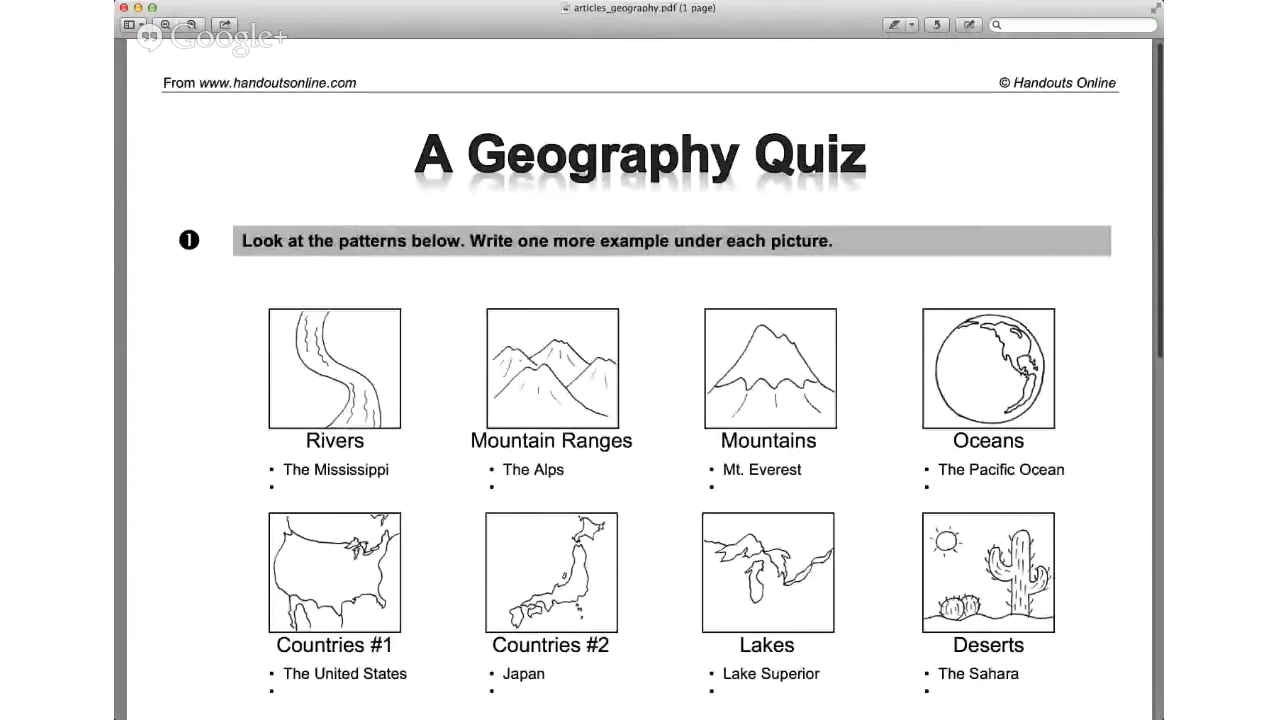 articles_geography.pdf (1 page)
Google+
From www.handoutsonline.com
© Handouts Online
A Geography Quiz
1 Look at the patterns below. Write one more example under each picture.
Rivers
• The Mississippi
•
Mountain Ranges
• The Alps
•
Mountains
• Mt. Everest
•
Oceans
• The Pacific Ocean
•
Countries #1
• The United States
•
Countries #2
• Japan
•
Lakes
• Lake Superior
•
Deserts
• The Sahara
•